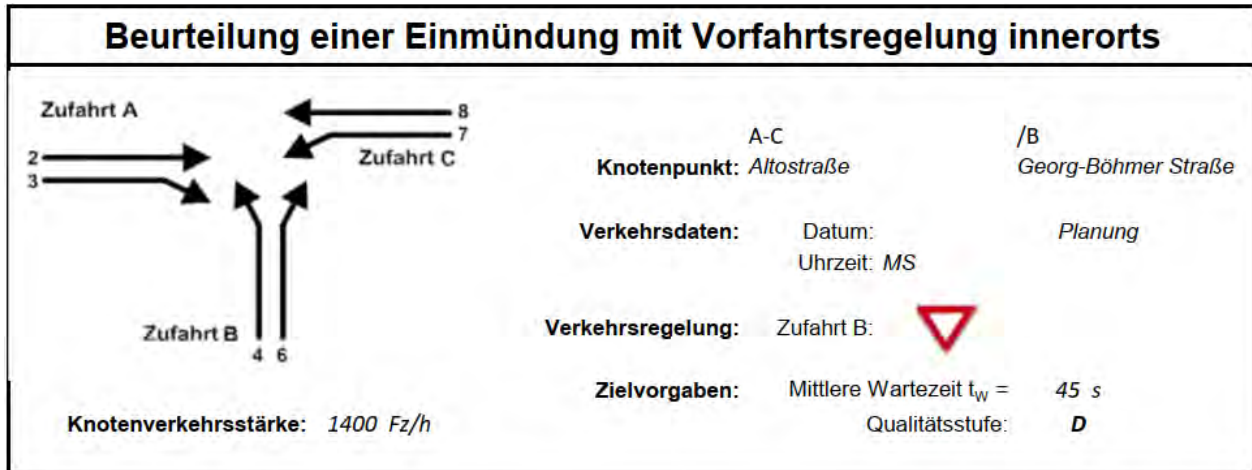 Beurteilung einer Einmündung mit Vorfahrtsregelung innerorts
Zufahrt A
8
7
Zufahrt C
2
3
Zufahrt B
4 6
A-C /B
Knotenpunkt: Altostraße Georg-Böhmer Straße
Verkehrsdaten: Datum: Planung
Uhrzeit: MS
Verkehrsregelung: Zufahrt B:
Zielvorgaben: Mittlere Wartezeit tW = 45 s
Knotenverkehrsstärke: 1400 Fz/h Qualitätsstufe: D